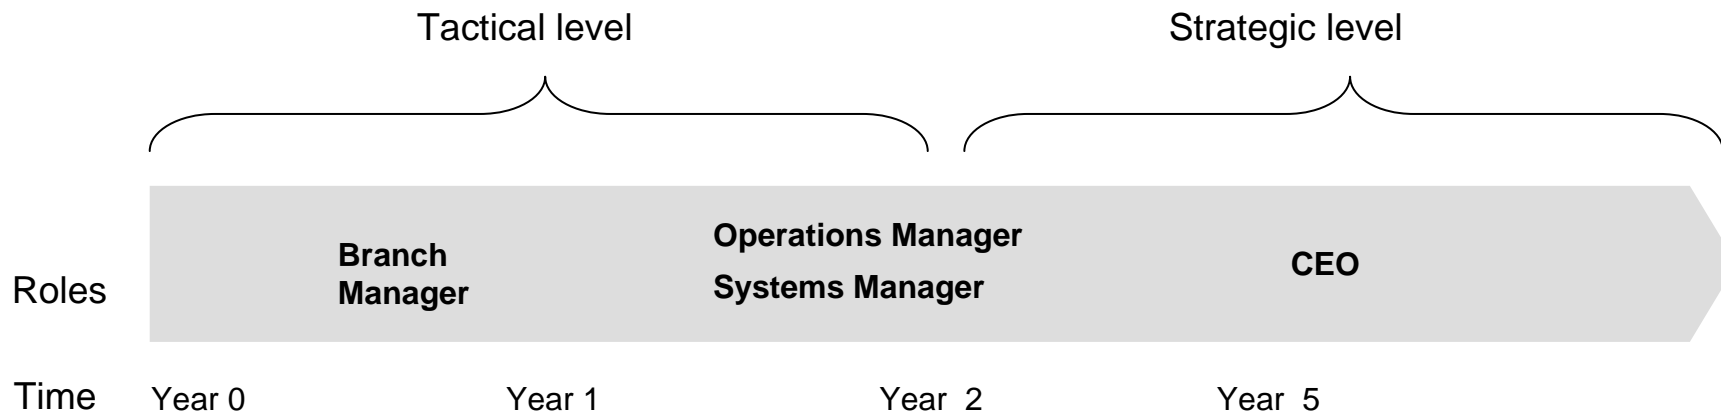 Tactical level
Strategic level
Roles
Branch
Manager
Operations Manager
Systems Manager
CEO
Time
Year 0
Year 1
Year 2
Year 5